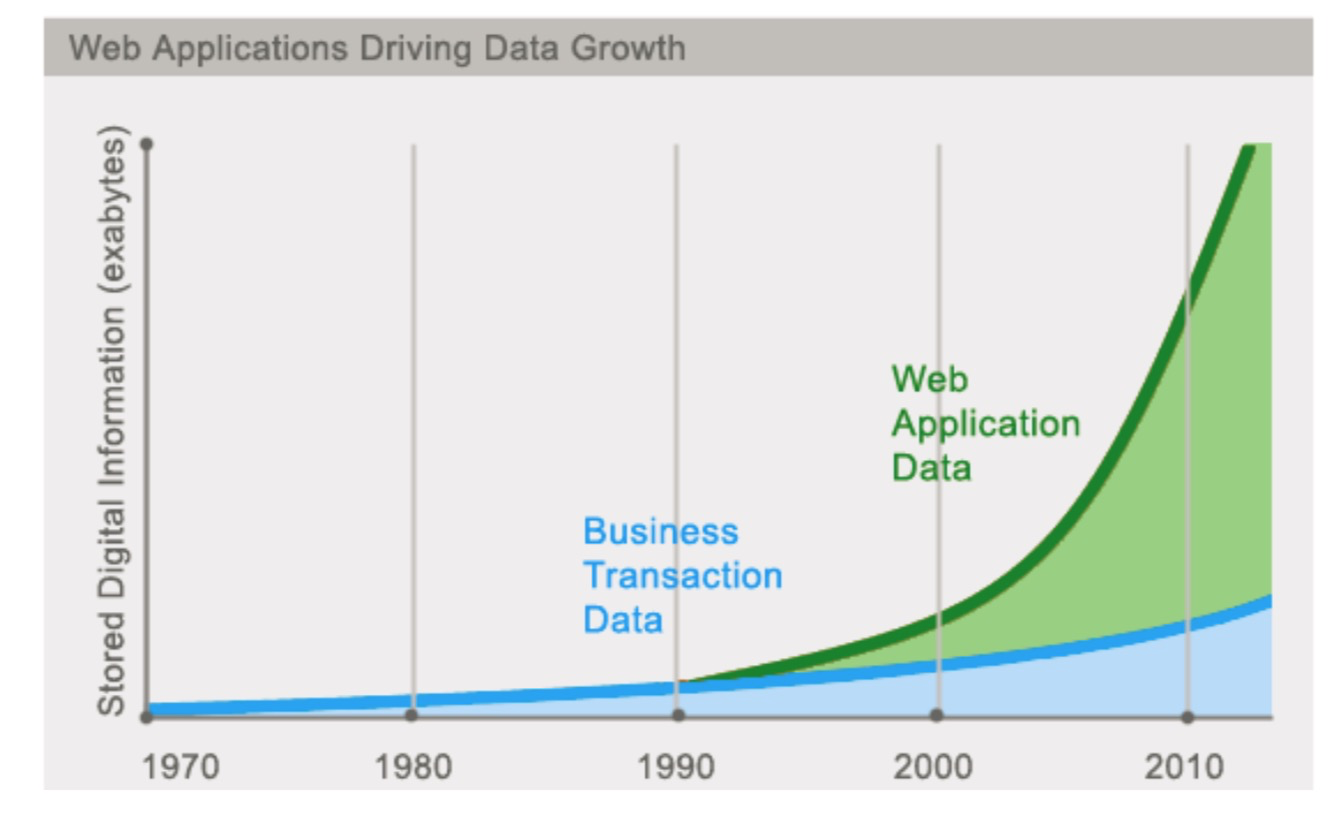 Web Applications Driving Data Growth
Stored Digital Information (exabytes)
Web
Application
Data
Business
Transaction
Data
1970 1980 1990 2000 2010